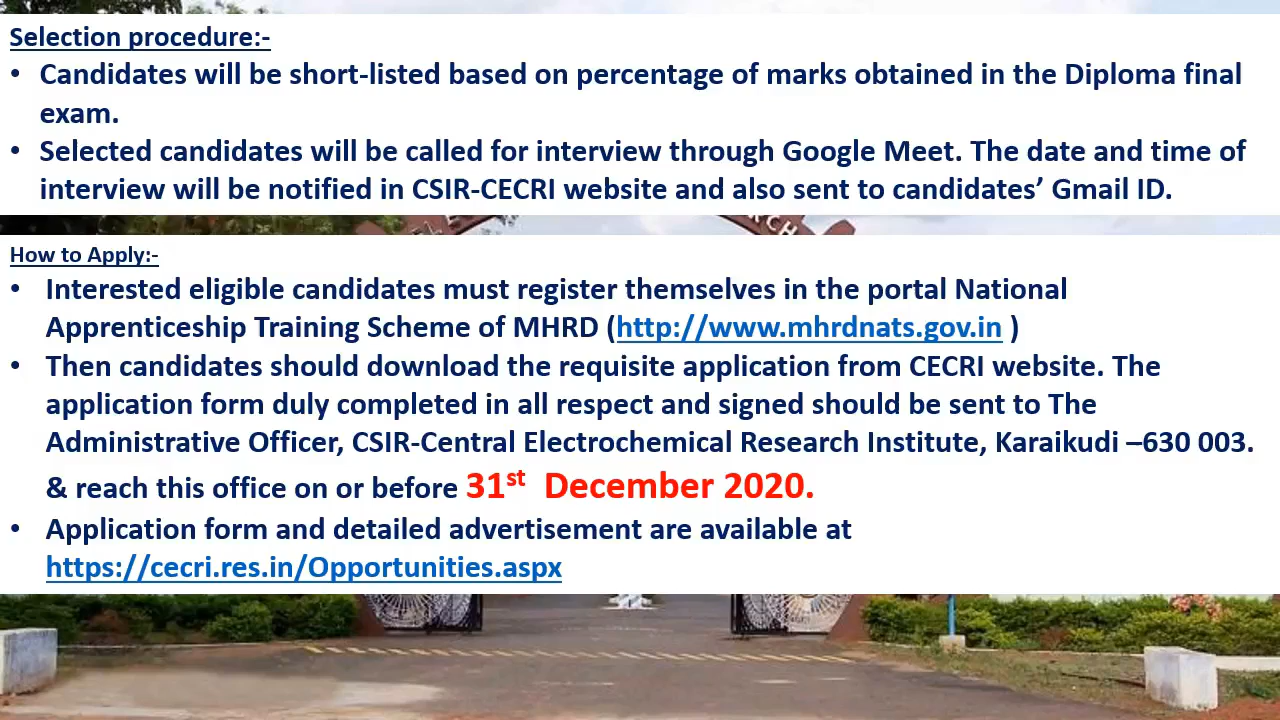 Selection procedure:-
• Candidates will be short-listed based on percentage of marks obtained in the Diploma final
exam.
• Selected candidates will be called for interview through Google Meet. The date and time of
interview will be notified in CSIR-CECRI website and also sent to candidates’ Gmail ID.
How to Apply:-
• Interested eligible candidates must register themselves in the portal National
Apprenticeship Training Scheme of MHRD (http://www.mhrdnats.gov.in )
• Then candidates should download the requisite application from CECRI website. The
application form duly completed in all respect and signed should be sent to The
Administrative Officer, CSIR-Central Electrochemical Research Institute, Karaikudi –630 003.
& reach this office on or before 31st December 2020.
• Application form and detailed advertisement are available at
https://cecri.res.in/Opportunities.aspx